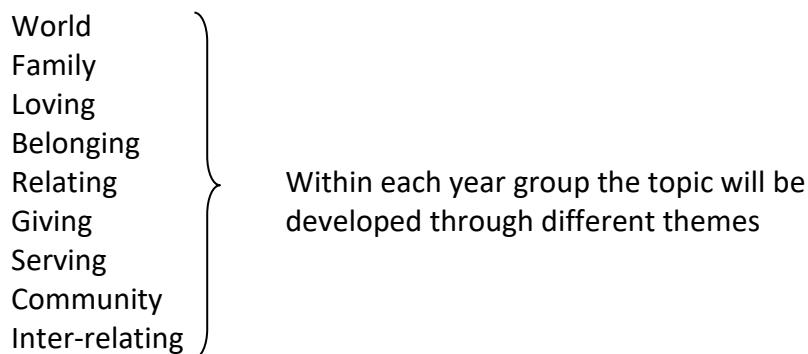 World
Family
Loving
Belonging
Relating
Giving
Serving
Community
Inter-relating
Within each year group the topic will be
developed through different themes